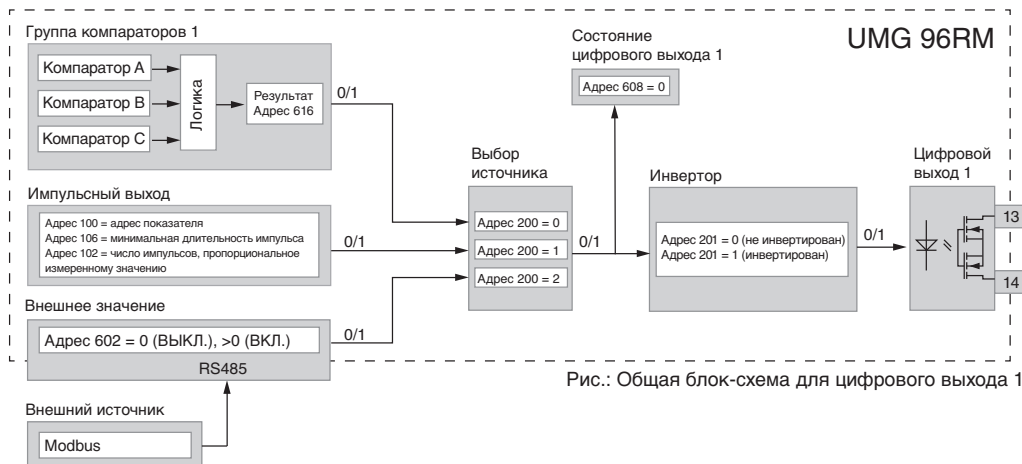 UMG 96RM
Группа компараторов 1
Компаратор A
Компаратор B
Компаратор C
Логика
Результат
Адрес 616
0/1
Состояние
цифрового выхода 1
Адрес 608 = 0
Импульсный выход
Адрес 100 = адрес показателя
Адрес 106 = минимальная длительность импульса
Адрес 102 = число импульсов, пропорциональное
измеренному значению
0/1
Выбор
источника
Адрес 200 = 0
Адрес 200 = 1
Адрес 200 = 2
0/1
Инвертор
Адрес 201 = 0 (не инвертирован)
Адрес 201 = 1 (инвертирован)
0/1
Цифровой
выход 1
13
14
Внешнее значение
Адрес 602 = 0 (ВЫКЛ.), >0 (ВКЛ.)
RS485
0/1
Внешний источник
Modbus
Рис.: Общая блок-схема для цифрового выхода 1